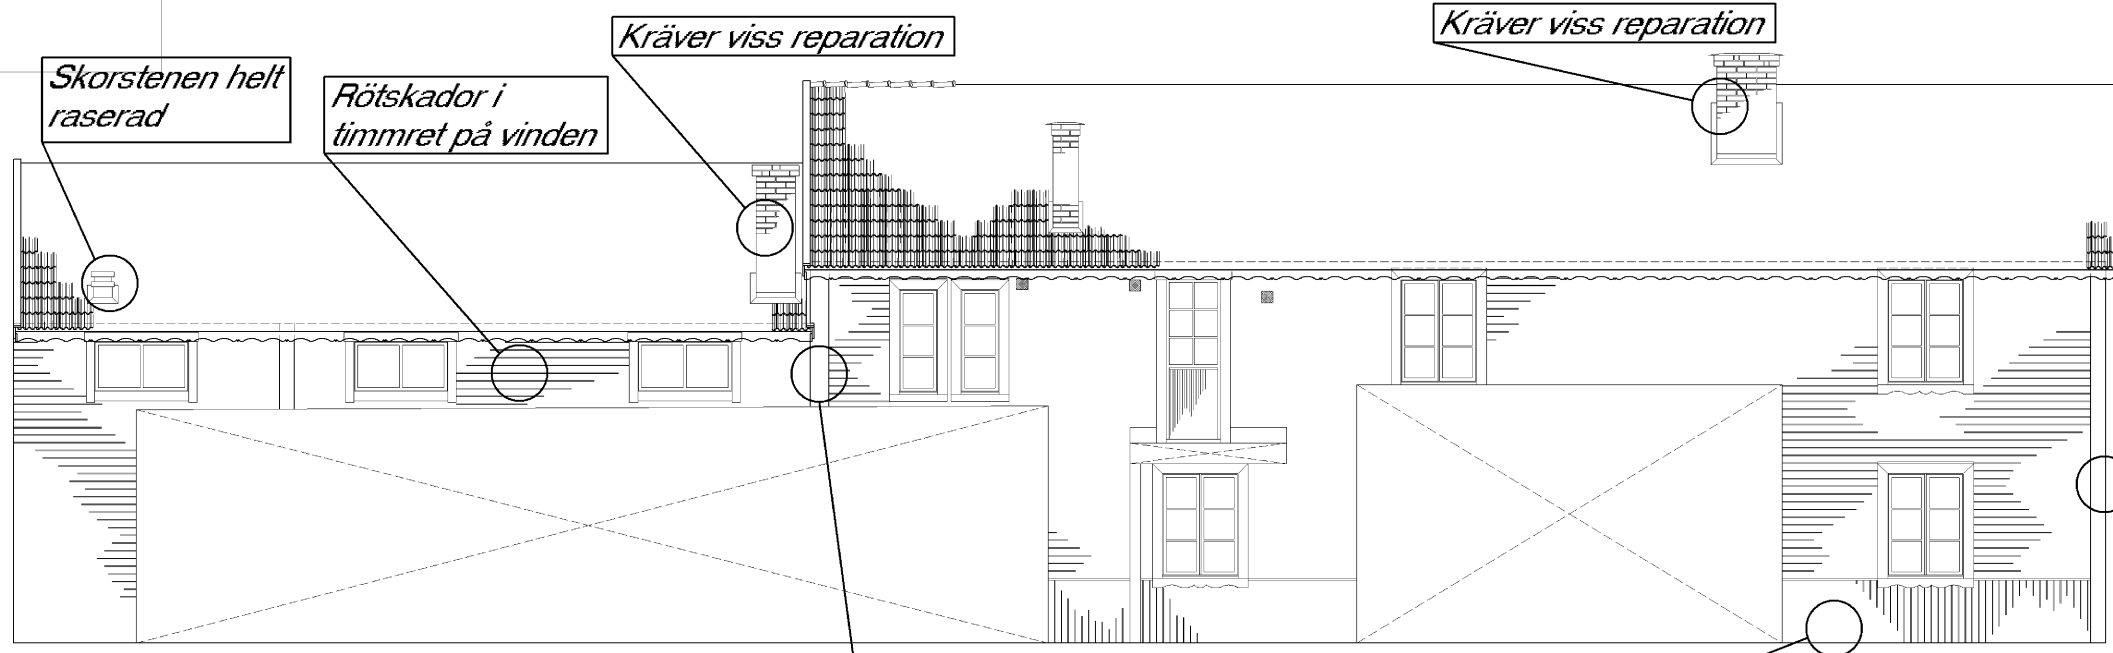 Skorstenen helt
raserad
Rötskador i
timmret på vinden
Kräver viss reparation
Kräver viss reparation